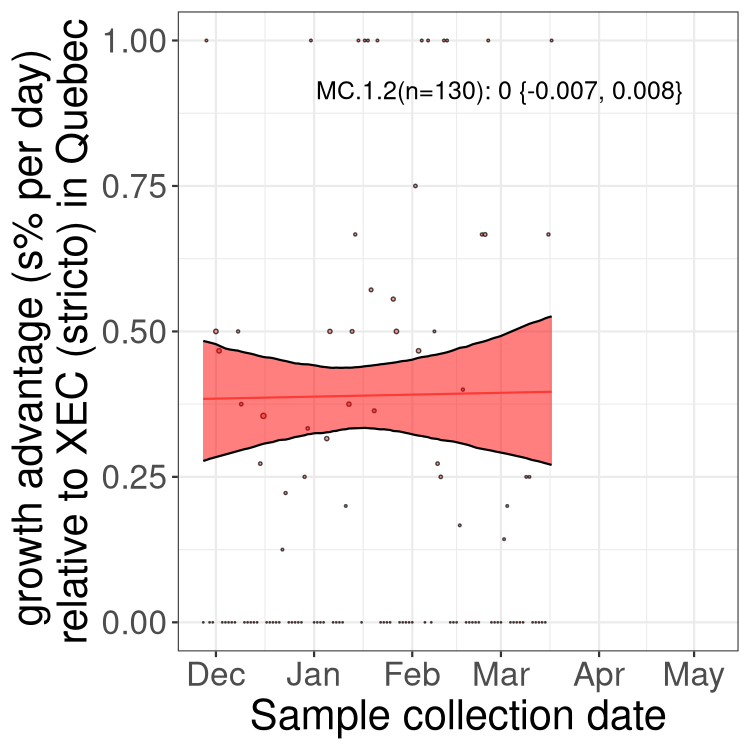 growth advantage (s% per day)
relative to XEC (stricto) in Quebec
1.00
0.75
0.50
0.25
0.00
MC.1.2(n=130): 0 {-0.007, 0.008}
Dec Jan Feb Mar Apr May
Sample collection date